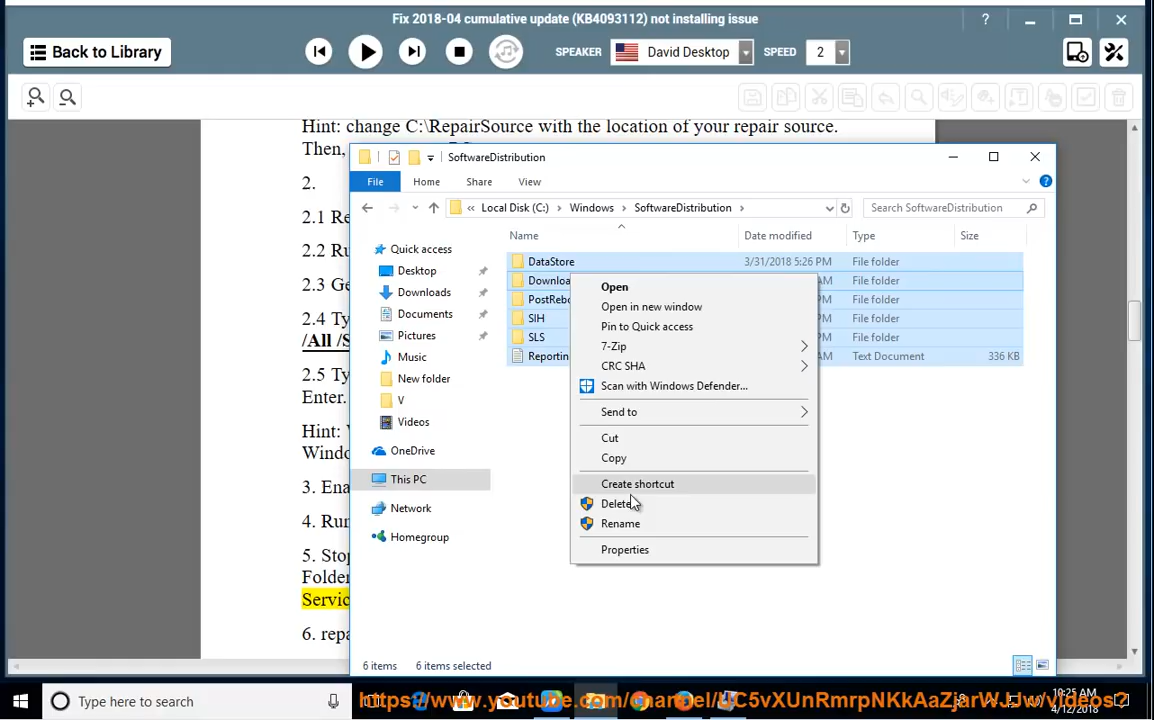 Fix 2018-04 cumulative update (KB4093112) not installing issue
?
Back to Library
SPEAKER
David Desktop
SPEED
2
Hint: change C:\RepairSource with the location of your repair source.
Then,
2.
2.1 Re
2.2 Ru
2.3 Ge
2.4 Ty
/All /S
2.5 Ty
Enter.
Hint: V
Windo
3. Ena
4. Run
5. Stop
Folder
Servic
6. repa
SoftwareDistribution
File
Home
Share
View
« Local Disk (C:) > Windows > SoftwareDistribution >
Search SoftwareDistribution
Name
Date modified
Type
Size
Quick access
Desktop
Downloads
Documents
Pictures
Music
New folder
V
Videos
OneDrive
This PC
Network
Homegroup
DataStore 3/31/2018 5:26 PM File folder
Downloa AM File folder
PostRebo AM File folder
SIH File folder
SLS AM File folder
Reportin AM Text Document 336 KB
Open
Open in new window
Pin to Quick access
7-Zip
CRC SHA
Scan with Windows Defender...
Send to
Cut
Copy
Create shortcut
Delete
Rename
Properties
6 items
6 items selected
Type here to search
10:25 AM
4/12/2018